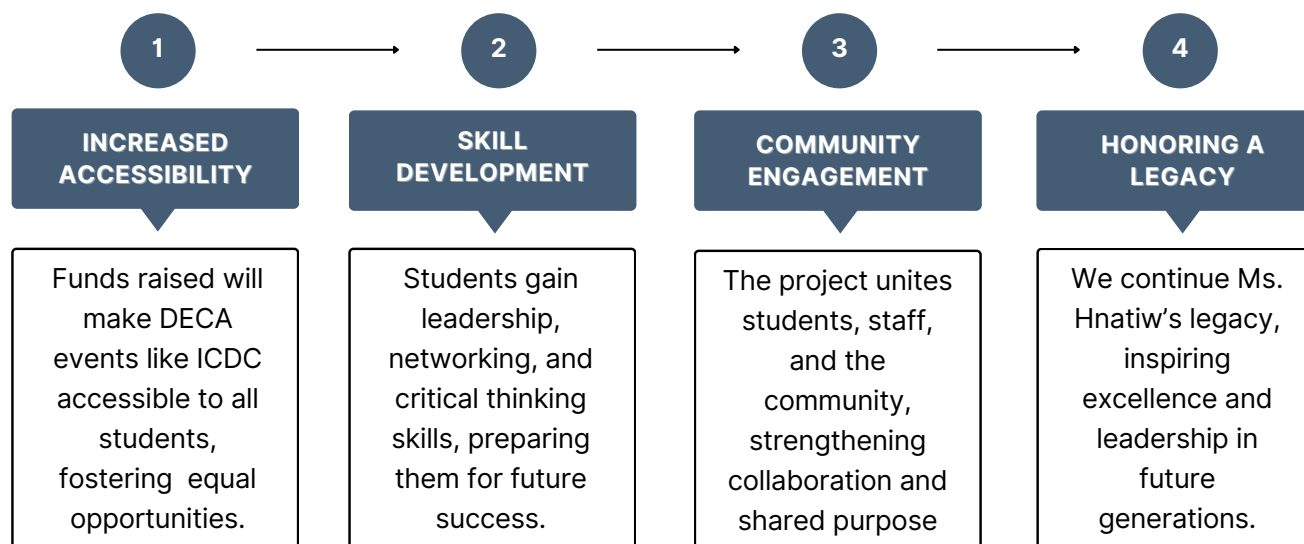 1
2
3
4
INCREASED
ACCESSIBILITY
SKILL
DEVELOPMENT
COMMUNITY
ENGAGEMENT
HONORING A
LEGACY
Funds raised will
make DECA
events like ICDC
accessible to all
students,
fostering  equal
opportunities.
Students gain
leadership,
networking, and
critical thinking
skills, preparing
them for future
success.
The project unites
students, staff,
and the
community,
strengthening
collaboration and
shared purpose
We continue Ms.
Hnatiw’s legacy,
inspiring
excellence and
leadership in
future
generations.